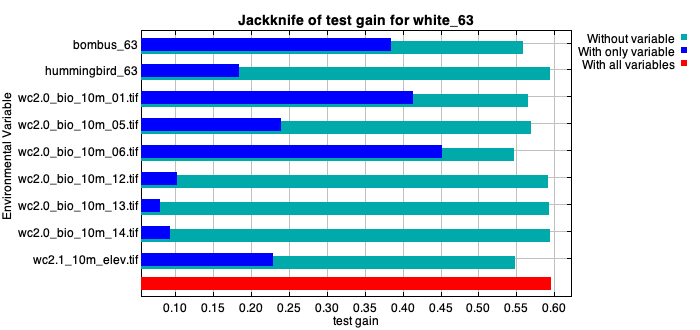 Jackknife of test gain for white_63
Without variable
With only variable
With all variables
Environmental Variable
bombus_63
hummingbird_63
wc2.0_bio_10m_01.tif
wc2.0_bio_10m_05.tif
wc2.0_bio_10m_06.tif
wc2.0_bio_10m_12.tif
wc2.0_bio_10m_13.tif
wc2.0_bio_10m_14.tif
wc2.1_10m_elev.tif
0.10 0.15 0.20 0.25 0.30 0.35 0.40 0.45 0.50 0.55 0.60
test gain